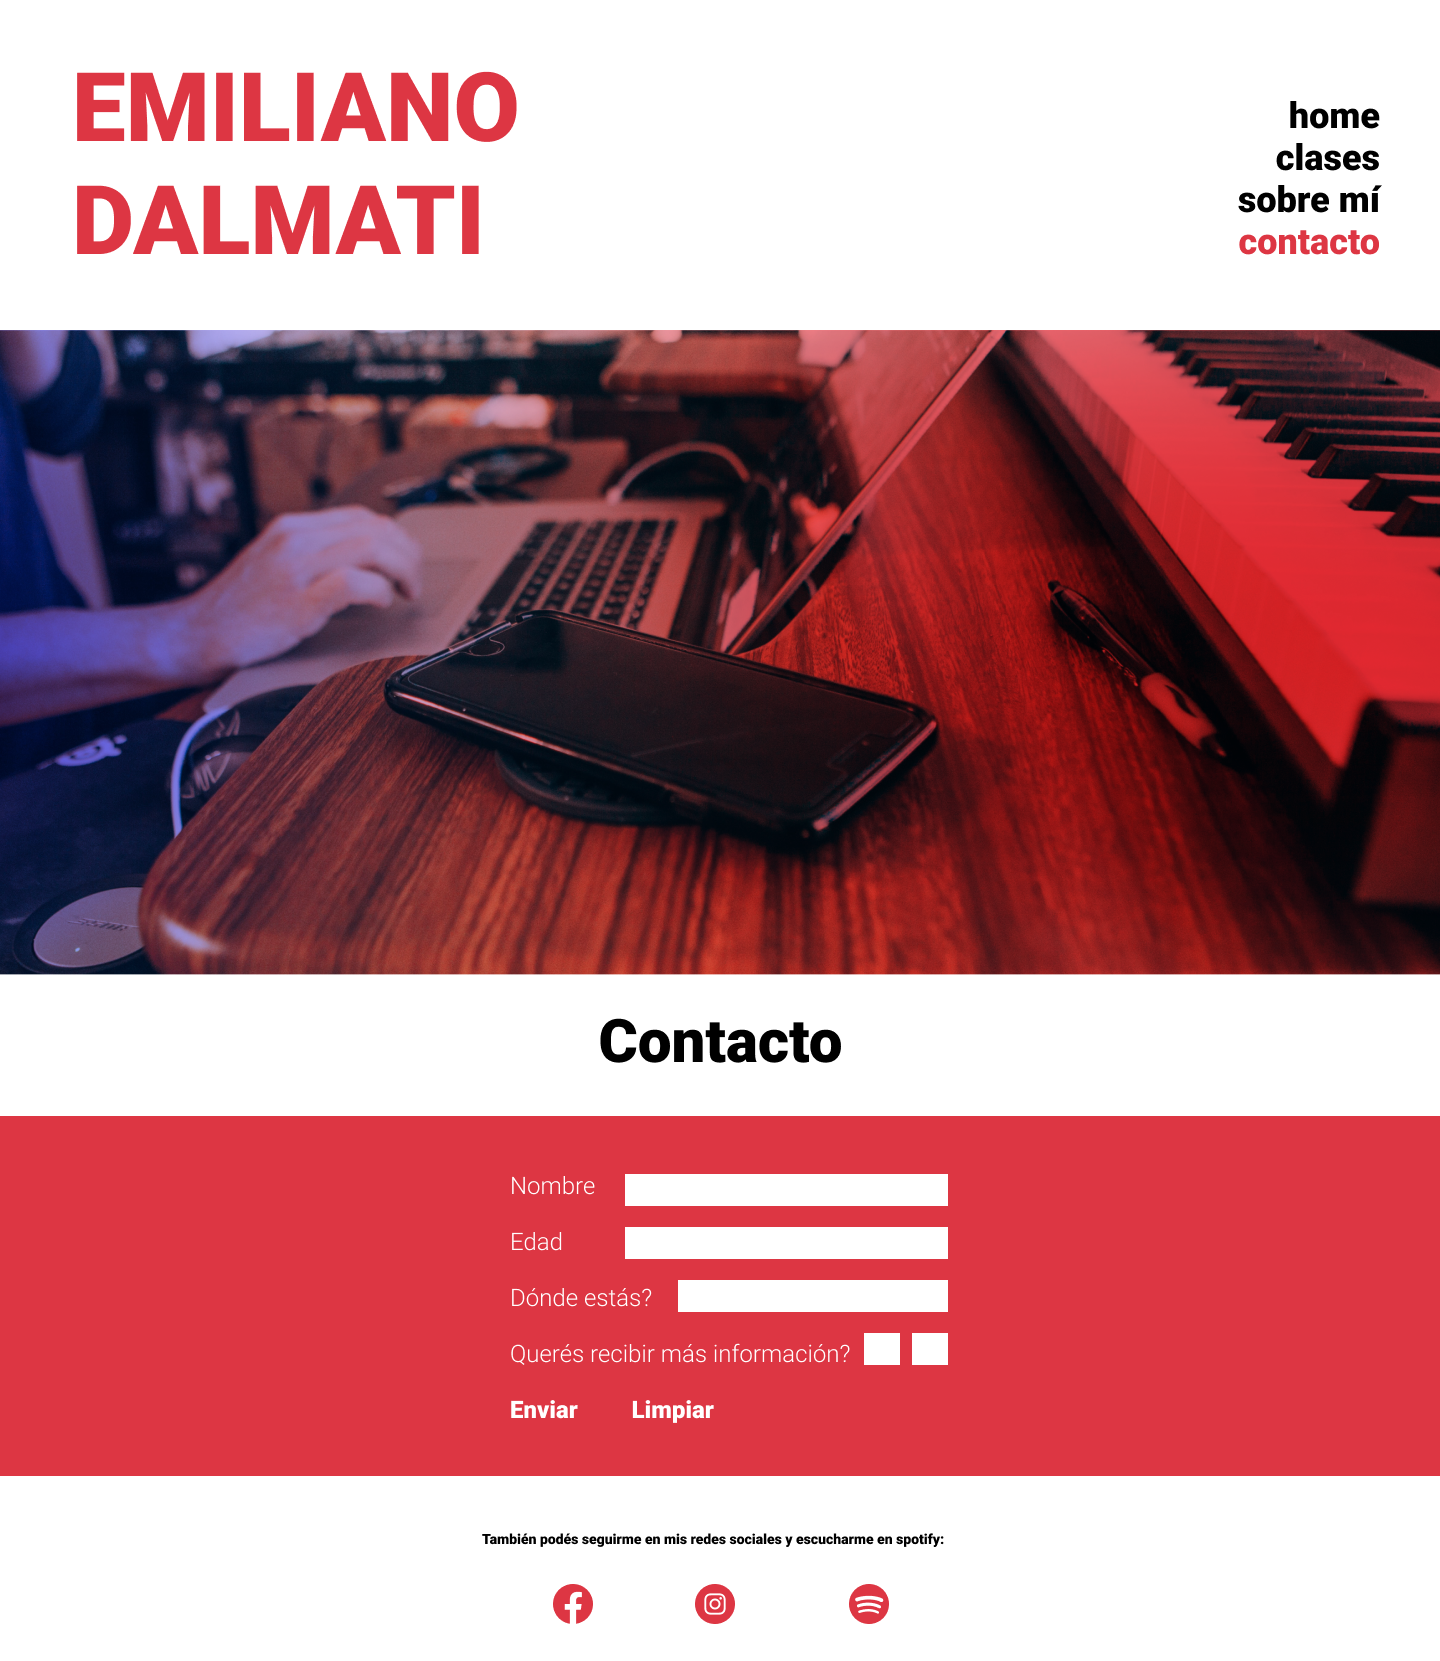 EMILIANO
DALMATI
home
clases
sobre mí
contacto
Contacto
Nombre
Edad
Dónde estás?
Querés recibir más información?
Enviar Limpiar
También podés seguirme en mis redes sociales y escucharme en spotify: